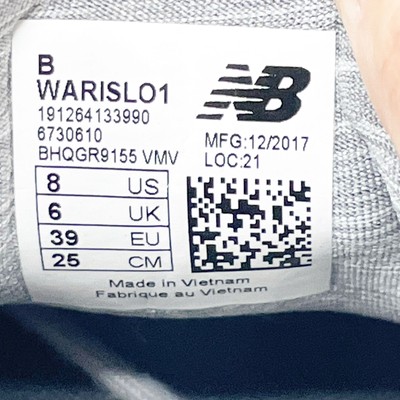 B
WARISLO1
191264133990
6730610
BHQGR9155 VMV
NB
MFG:12/2017
LOC:21
8 US
6 UK
39 EU
25 CM
Made in Vietnam
Fabrique au Vietnam